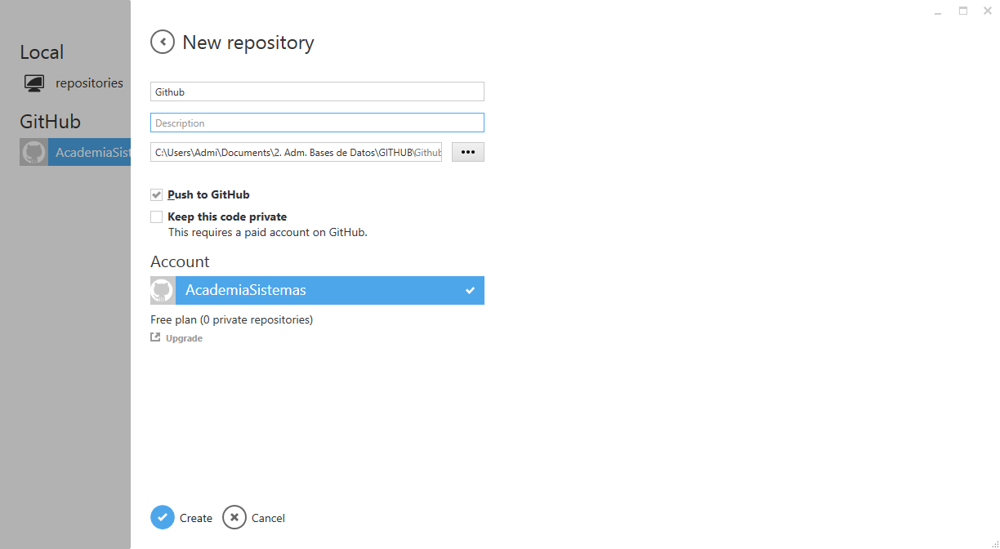 Local
repositories
GitHub
AcademiaSist
New repository
Github
Description
C:\Users\Admi\Documents\2. Adm. Bases de Datos\GITHUB\Github
Push to GitHub
Keep this code private
This requires a paid account on GitHub.
Account
AcademiaSistemas
Free plan (0 private repositories)
Upgrade
Create
Cancel